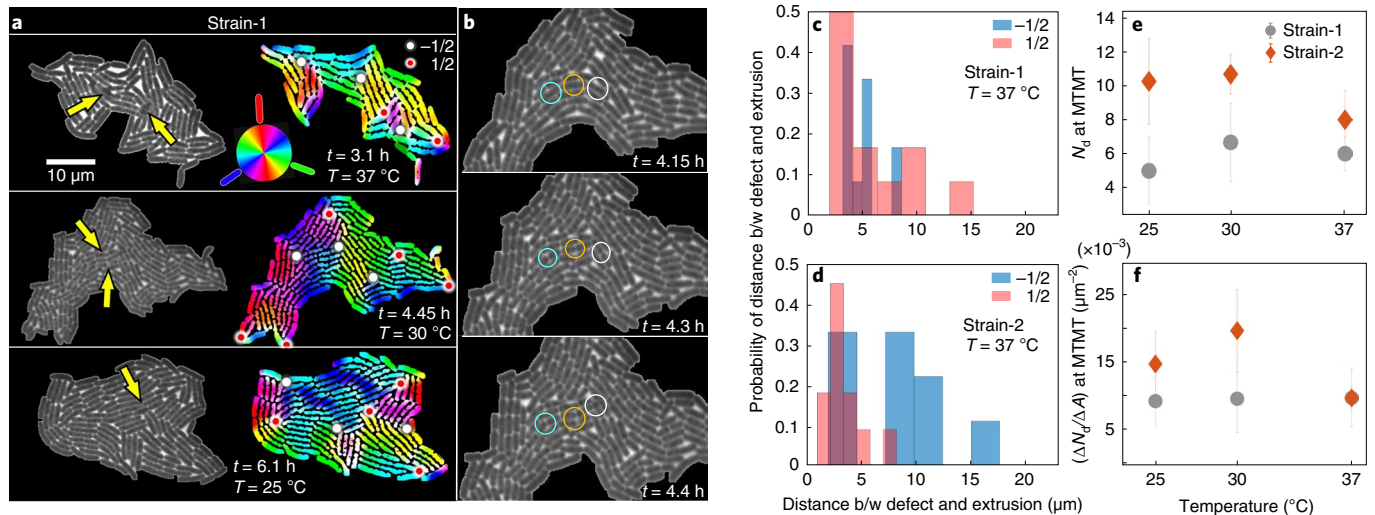 a
Strain-1
−1/2
1/2
t = 3.1 h
T = 37 °C
10 μm
t = 4.45 h
T = 30 °C
t = 6.1 h
T = 25 °C
b
t = 4.15 h
t = 4.3 h
t = 4.4 h
c
0.5
0.4
0.3
0.2
0.1
0
−1/2
1/2
Strain-1
T = 37 °C
0 5 10 15 20
d
0.5
0.4
0.3
0.2
0.1
0
−1/2
1/2
Strain-2
T = 37 °C
0 5 10 15 20
Probability of distance b/w defect and extrusion
Distance b/w defect and extrusion (μm)
e
14
12
10
8
6
4
Nd at MTMT
Strain-1
Strain-2
25 30 37
(×10−3)
f
25
15
5
0
(ΔNd/ΔA) at MTMT (μm−2)
25 30 37
Temperature (°C)